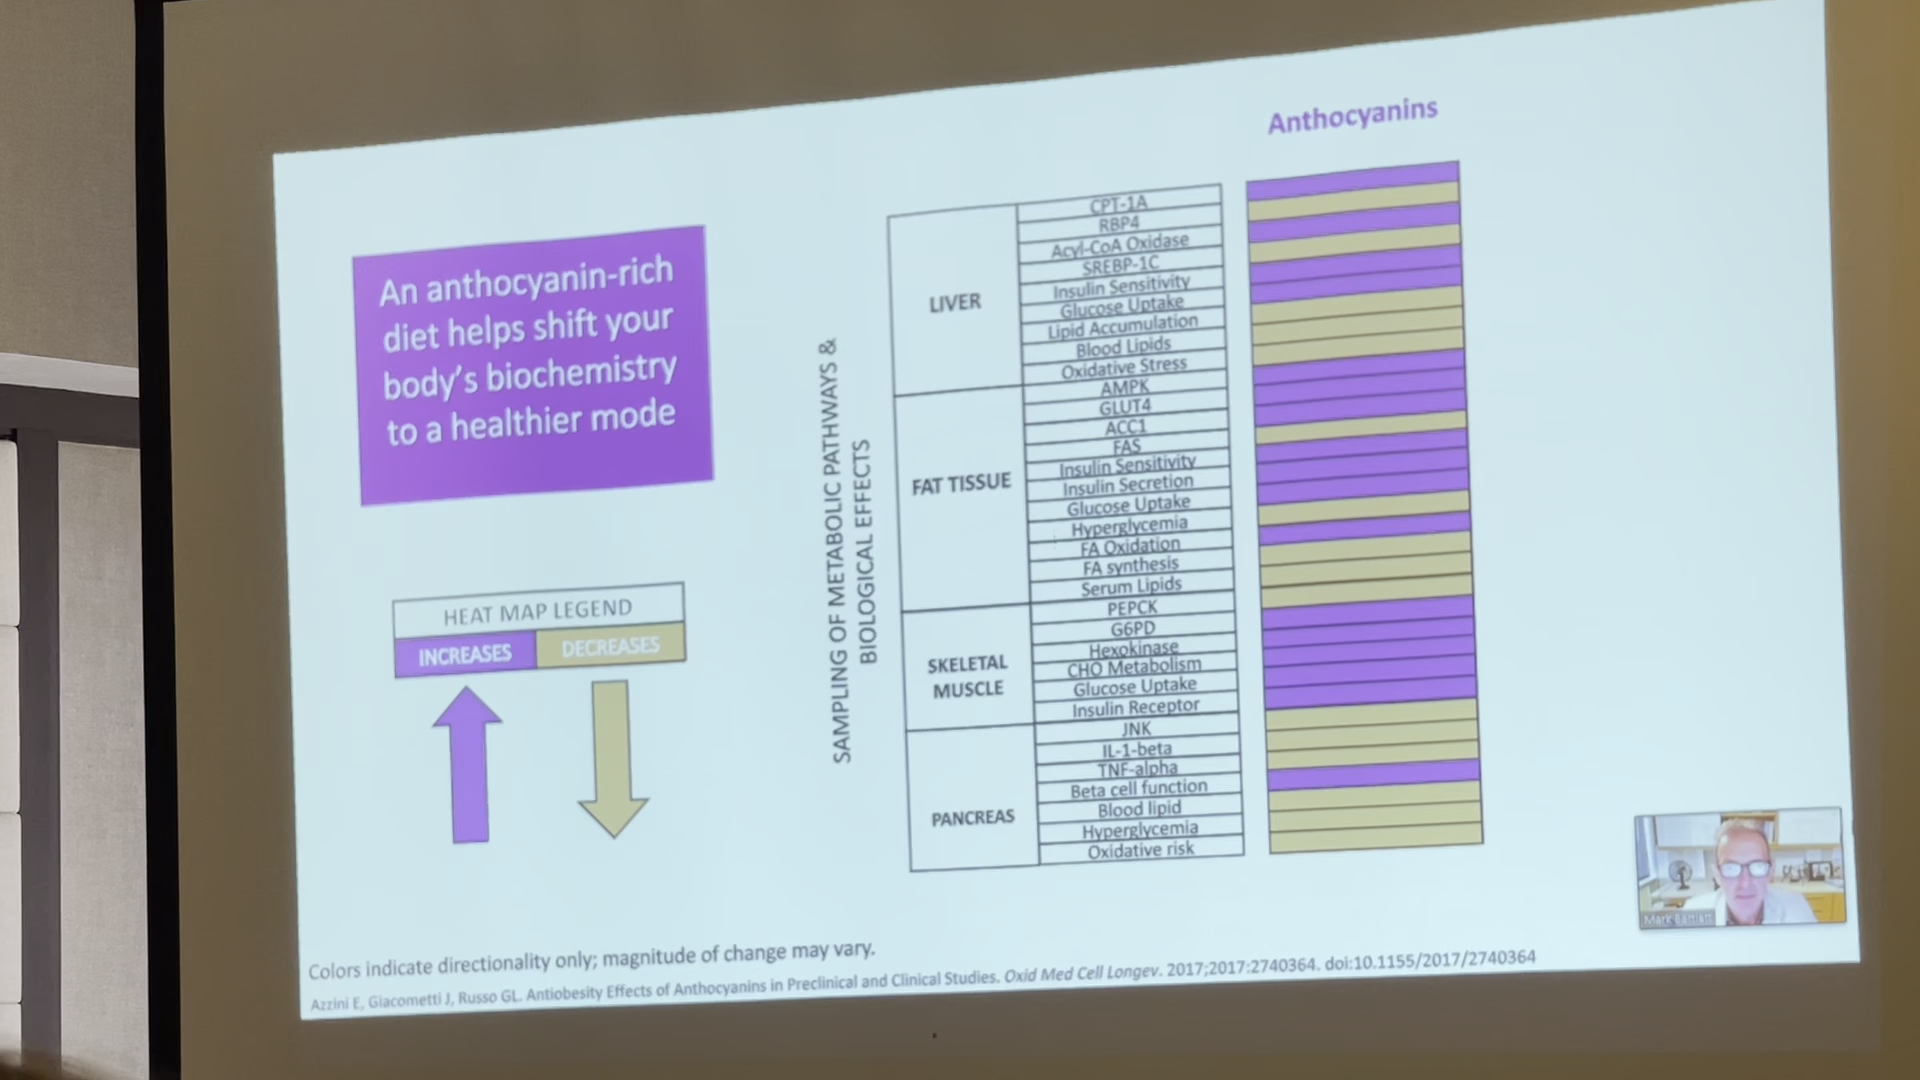 Anthocyanins
An anthocyanin-rich
diet helps shift your
body's biochemistry
to a healthier mode
HEAT MAP LEGEND
INCREASES
DECREASES
SAMPLING OF METABOLIC PATHWAYS &
BIOLOGICAL EFFECTS
LIVER
CPT-1A
RBP4
Acyl-CoA Oxidase
SREBP-1C
Insulin Sensitivity
Glucose Uptake
Lipid Accumulation
Blood Lipids
Oxidative Stress
FAT TISSUE
AMPK
GLUT4
ACC1
FAS
Insulin Sensitivity
Insulin Secretion
Glucose Uptake
Hyperglycemia
FA Oxidation
FA synthesis
Serum Lipids
SKELETAL
MUSCLE
PEPCK
G6PD
Hexokinase
CHO Metabolism
Glucose Uptake
Insulin Receptor
PANCREAS
JNK
IL-1-beta
TNF-alpha
Beta cell function
Blood lipid
Hyperglycemia
Oxidative risk
Mark Bartlett
Colors indicate directionality only; magnitude of change may vary.
Azzini E, Giacometti J, Russo GL. Antiobesity Effects of Anthocyanins in Preclinical and Clinical Studies. Oxid Med Cell Longev. 2017;2017:2740364. doi:10.1155/2017/2740364